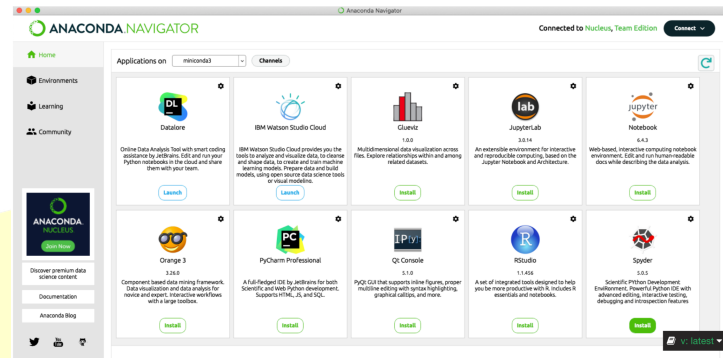 Anaconda Navigator
ANACONDA.NAVIGATOR
Connected to Nucleus, Team Edition
Connect
Home
Environments
Learning
Community
ANACONDA.
NUCLEUS
Join Now
Discover premium data
science content
Documentation
Anaconda Blog
Applications on
miniconda3
Channels
DL
Datalore
Online Data Analysis Tool with smart coding
assistance by JetBrains. Edit and run your
Python notebooks in the cloud and share
them with your team.
Launch
IBM Watson Studio Cloud
IBM Watson Studio Cloud provides you the
tools to analyze and visualize data, to cleanse
and shape data, to create and train machine
learning models. Prepare data and build
models, using open source data science tools
or visual modeling.
Launch
Glueviz
1.0.0
Multidimensional data visualization across
files. Explore relationships within and among
related datasets.
Install
lab
JupyterLab
3.0.14
An extensible environment for interactive
and reproducible computing, based on the
Jupyter Notebook and Architecture.
Install
jupyter
Notebook
6.4.3
Web-based, interactive computing notebook
environment. Edit and run human-readable
docs while describing the data analysis.
Install
Orange 3
3.26.0
Component based data mining framework.
Data visualization and data analysis for
novice and expert. Interactive workflows
with a large toolbox.
Install
PC
PyCharm Professional
A full-fledged IDE by JetBrains for both
Scientific and Web Python development.
Supports HTML, JS, and SQL.
Install
IP[y]:
Qt Console
5.1.0
PyQt GUI that supports inline figures, proper
multiline editing with syntax highlighting,
graphical calltips, and more.
Install
R
RStudio
1.1.456
A set of integrated tools designed to help
you be more productive with R. Includes R
essentials and notebooks.
Install
Spyder
5.0.5
Scientific PYthon Development
EnviRonment. Powerful Python IDE with
advanced editing, interactive testing,
debugging and introspection features
Install
v: latest